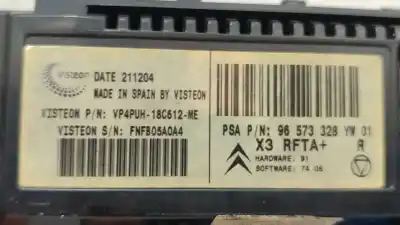 VISTEON
DATE 211204
MADE IN SPAIN BY VISTEON
VISTEON P/N: VP4PUH-18C612-ME
VISTEON S/N: FNFB05A0A4
PSA P/N: 96 573 328 YW 01
X3 RFTA+ R
HARDWARE: 91
SOFTWARE: 74 06